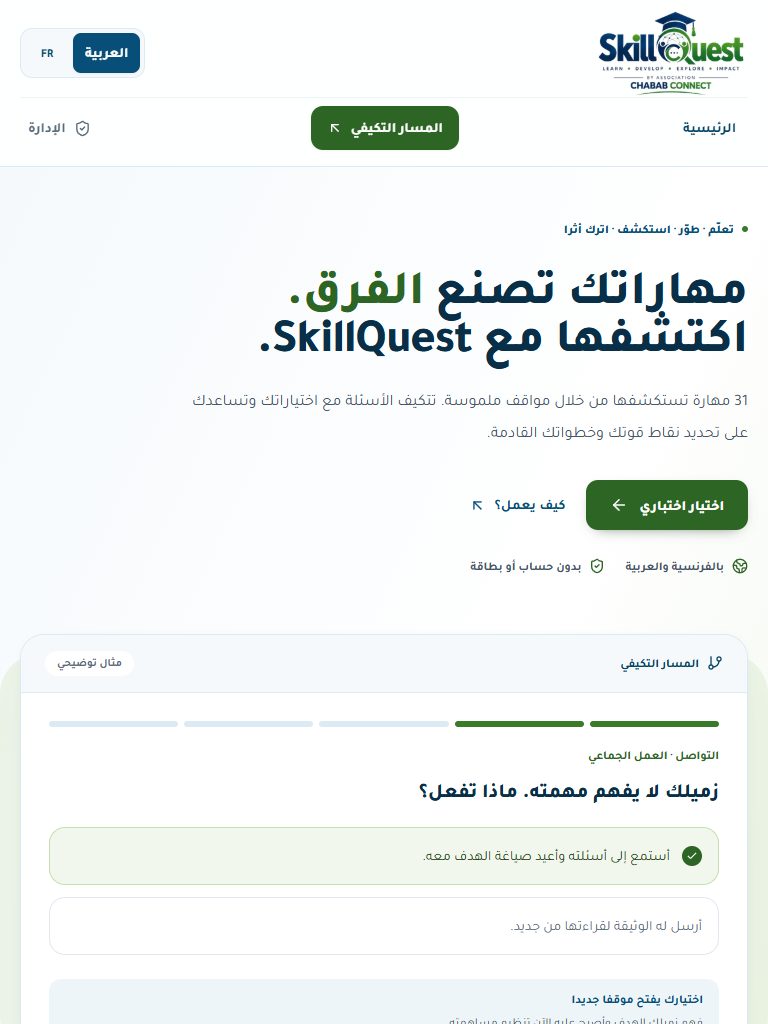 SkillQuest
LEARN • DEVELOP • EXPLORE • IMPACT
BY ASSOCIATION
CHABAB CONNECT
العربية
FR
الرئيسية
المسار التكيفي
الإدارة
تعلّم · طوّر · استكشف · اترك أثرا
مهاراتك تصنع الفرق.
اكتشفها مع SkillQuest.
31 مهارة تستكشفها من خلال مواقف ملموسة. تتكيف الأسئلة مع اختياراتك وتساعدك
على تحديد نقاط قوتك وخطواتك القادمة.
اختيار اختباري
كيف يعمل؟
بالفرنسية والعربية
بدون حساب أو بطاقة
المسار التكيفي
مثال توضيحي
التواصل · العمل الجماعي
زميلك لا يفهم مهمته. ماذا تفعل؟
أستمع إلى أسئلته وأعيد صياغة الهدف معه.
أرسل له الوثيقة لقراءتها من جديد.
اختيارك يفتح موقفا جديدا